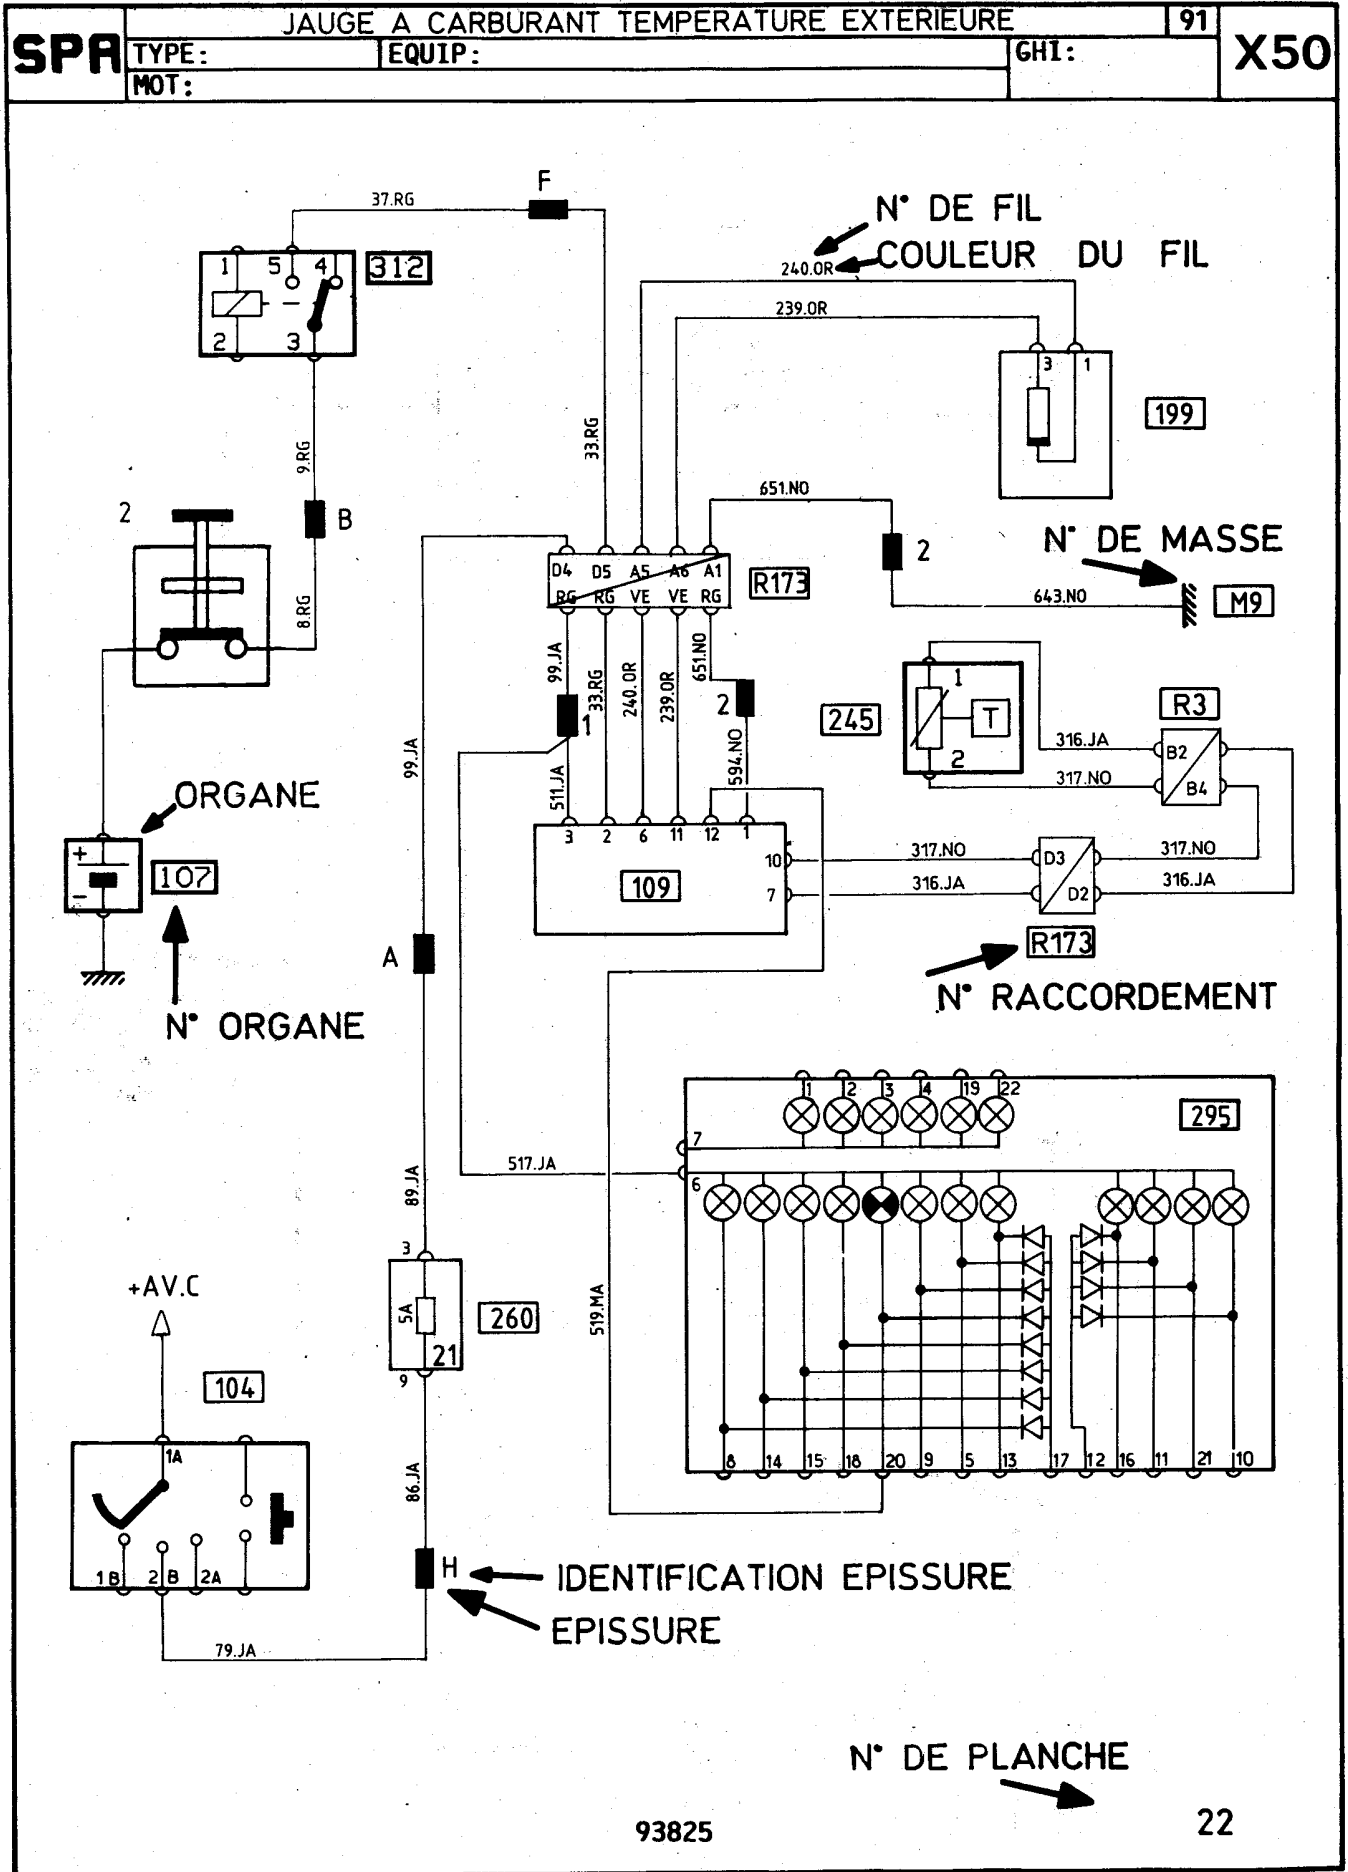 SPA
JAUGE A CARBURANT TEMPERATURE EXTERIEURE
91
X50
TYPE:
EQUIP:
GHI:
MOT:
F
37.RG
N° DE FIL
COULEUR DU FIL
240.OR
1
5
4
312
239.OR
2
3
3
1
199
33.RG
9.RG
651.NO
2
B
N° DE MASSE
2
D4
D5
A5
A6
A1
R173
RG
RG
VE
VE
RG
643.NO
M9
8.RG
99.JA
33.RG
240.OR
239.OR
651.NO
1
245
T
R3
2
1
2
316.JA
B2
317.NO
B4
99.JA
511.JA
594.NO
ORGANE
3
2
6
11
12
1
+
-
107
109
10
317.NO
D3
317.NO
7
316.JA
D2
316.JA
R173
A
N° RACCORDEMENT
N° ORGANE
1
2
3
4
19
22
295
7
517.JA
6
89.JA
3
+AV.C
5A
260
519.MA
21
9
104
1A
8
14
15
18
20
9
5
13
17
12
16
11
21
10
86.JA
1B
2
B
2A
H
IDENTIFICATION EPISSURE
EPISSURE
79.JA
N° DE PLANCHE
93825
22